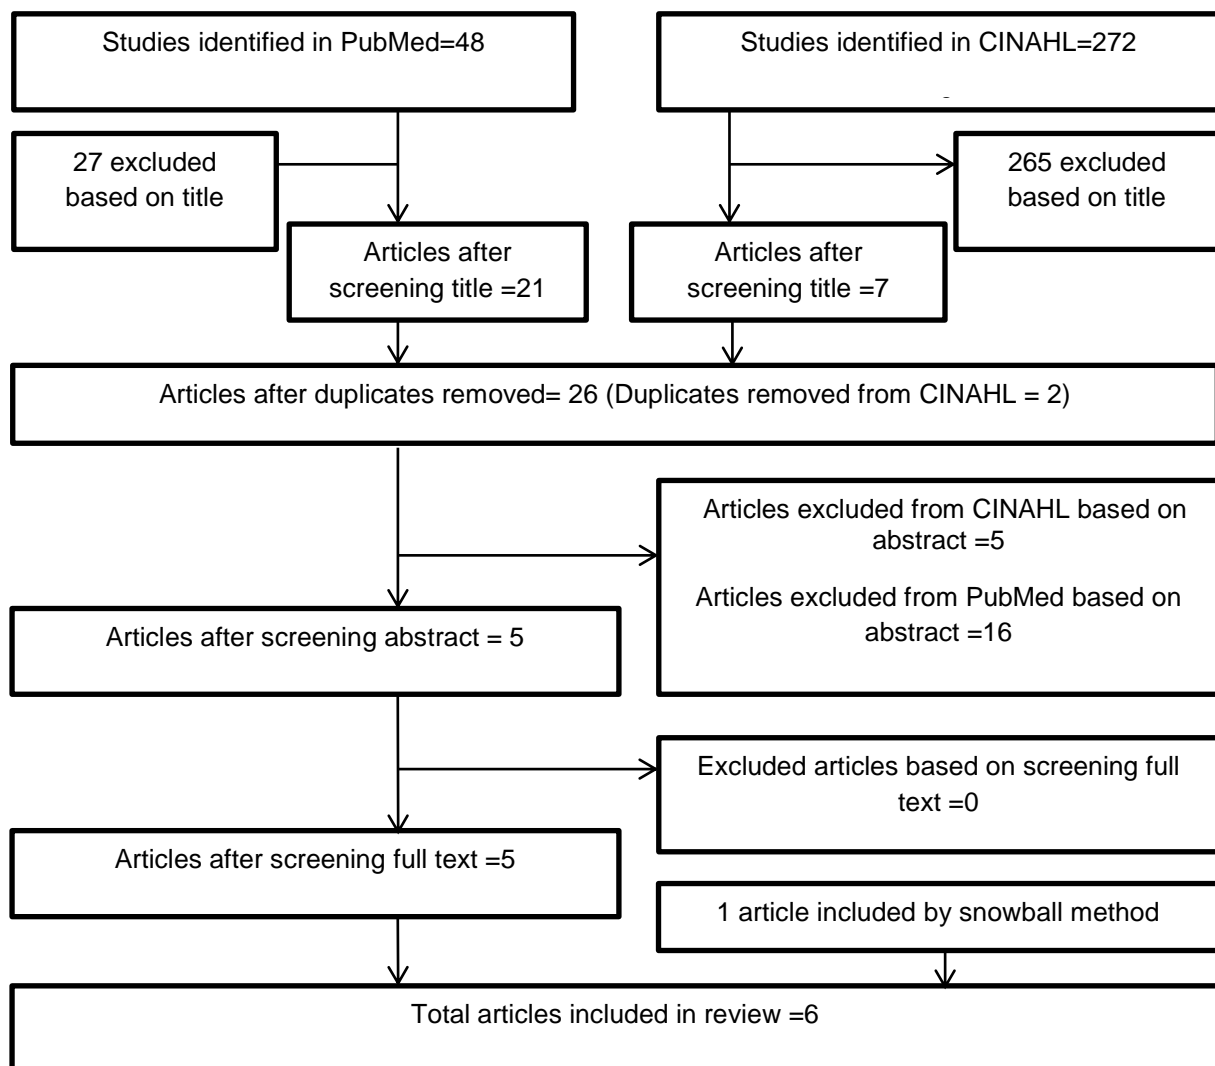 Studies identified in PubMed=48
Studies identified in CINAHL=272
27 excluded
based on title
265 excluded
based on title
Articles after
screening title =21
Articles after
screening title =7
Articles after duplicates removed= 26 (Duplicates removed from CINAHL = 2)
Articles excluded from CINAHL based on
abstract =5
Articles excluded from PubMed based on
abstract =16
Articles after screening abstract = 5
Excluded articles based on screening full
text =0
Articles after screening full text =5
1 article included by snowball method
Total articles included in review =6